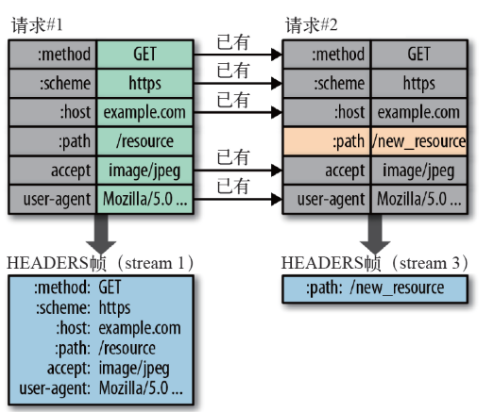 请求#1
:method GET
:scheme https
:host example.com
:path /resource
accept image/jpeg
user-agent Mozilla/5.0 ...
已有
已有
已有
已有
已有
请求#2
:method GET
:scheme https
:host example.com
:path /new_resource
accept image/jpeg
user-agent Mozilla/5.0 ...
HEADERS帧（stream 1）
:method: GET
:scheme: https
:host: example.com
:path: /resource
accept: image/jpeg
user-agent: Mozilla/5.0 ...
HEADERS帧（stream 3）
:path: /new_resource